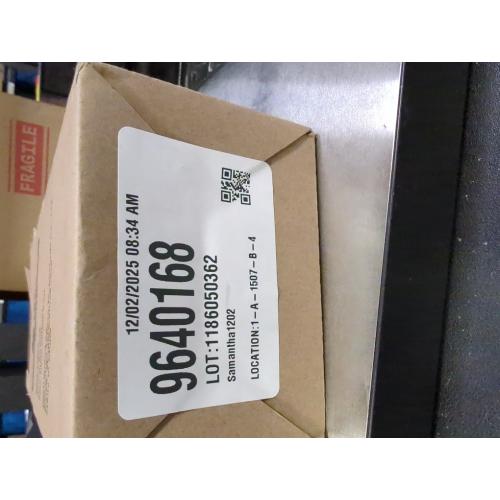 12/02/2025 08:34 AM
9640168
LOT:1186050362
Samantha1202
LOCATION:1-A-1507-B-4
FRAGILE